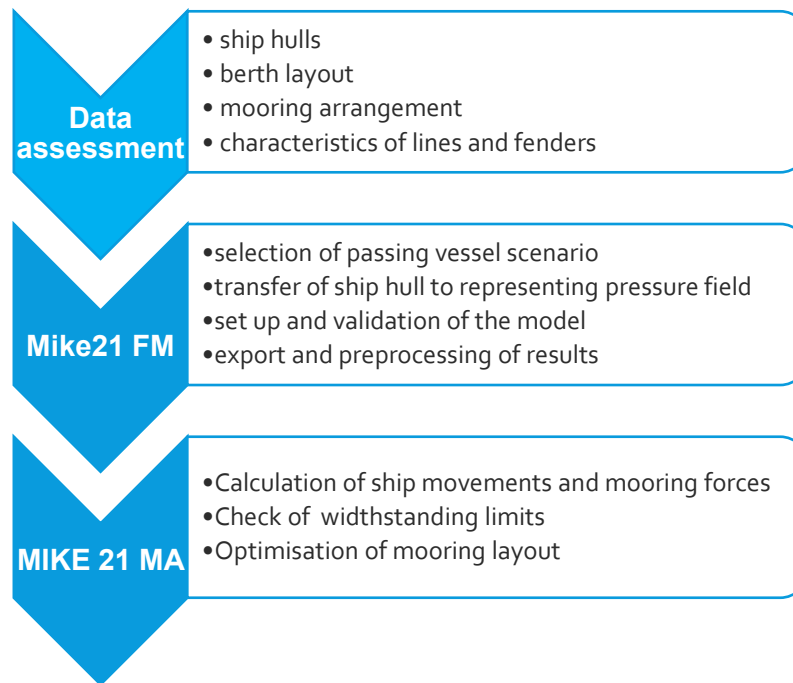 Data
assessment
• ship hulls
• berth layout
• mooring arrangement
• characteristics of lines and fenders
Mike21 FM
•selection of passing vessel scenario
•transfer of ship hull to representing pressure field
•set up and validation of the model
•export and preprocessing of results
MIKE 21 MA
•Calculation of ship movements and mooring forces
•Check of widthstanding limits
•Optimisation of mooring layout